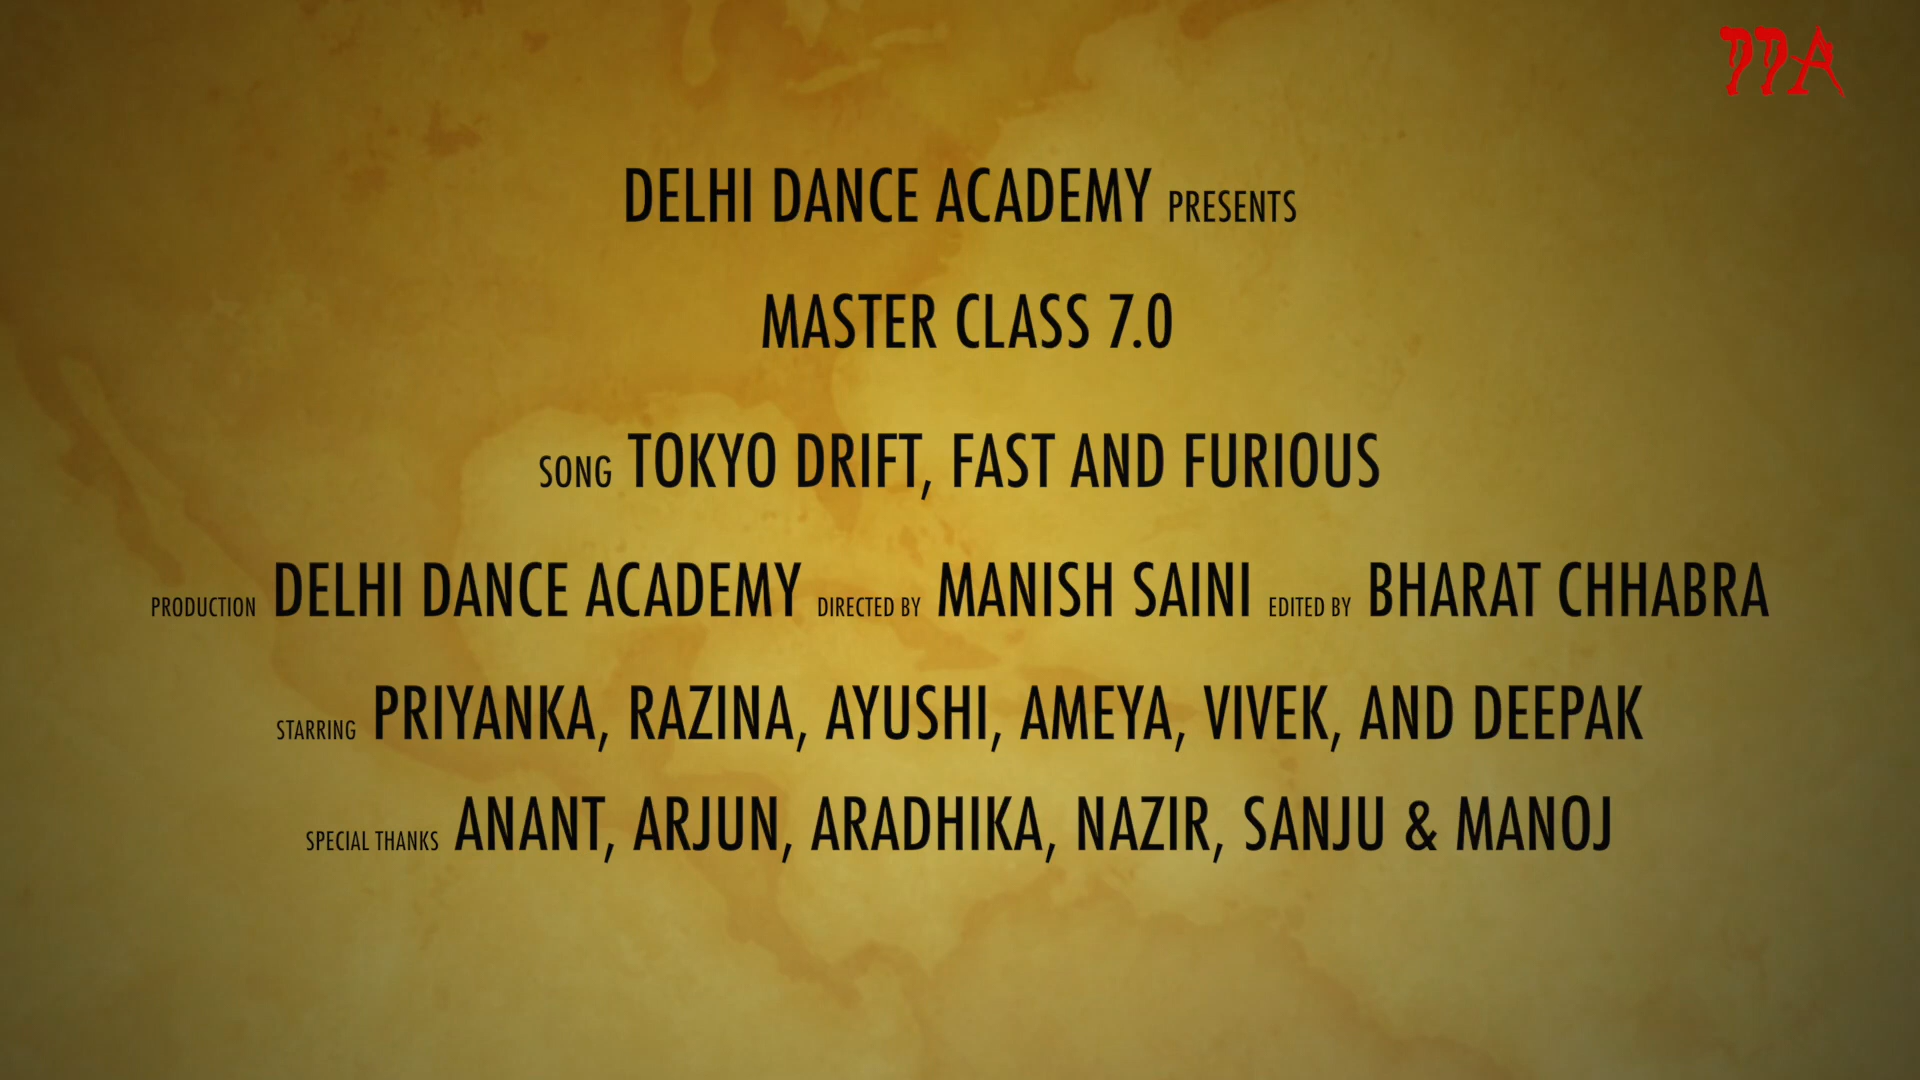 DDA
DELHI DANCE ACADEMY PRESENTS
MASTER CLASS 7.0
SONG TOKYO DRIFT, FAST AND FURIOUS
PRODUCTION DELHI DANCE ACADEMY DIRECTED BY MANISH SAINI EDITED BY BHARAT CHHABRA
STARRING PRIYANKA, RAZINA, AYUSHI, AMEYA, VIVEK, AND DEEPAK
SPECIAL THANKS ANANT, ARJUN, ARADHIKA, NAZIR, SANJU & MANOJ